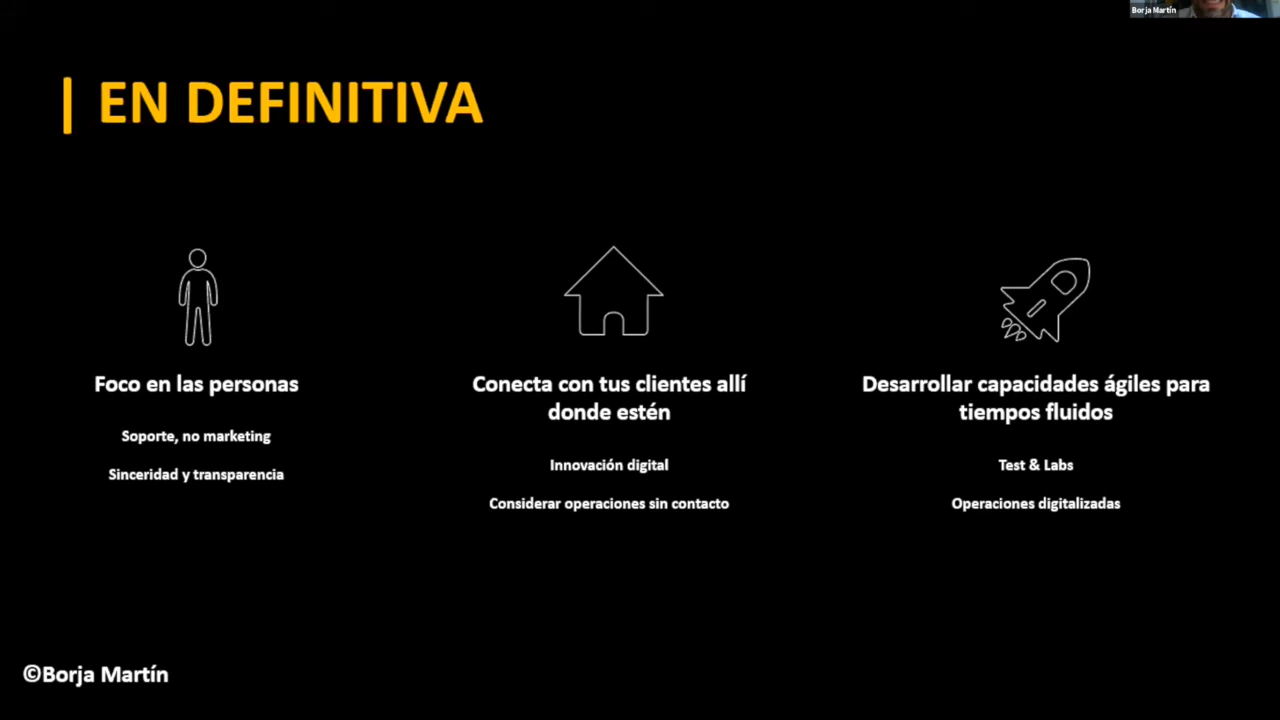 Borja Martín
| EN DEFINITIVA
Foco en las personas
Soporte, no marketing
Sinceridad y transparencia
Conecta con tus clientes allí
donde estén
Innovación digital
Considerar operaciones sin contacto
Desarrollar capacidades ágiles para
tiempos fluidos
Test & Labs
Operaciones digitalizadas
©Borja Martín